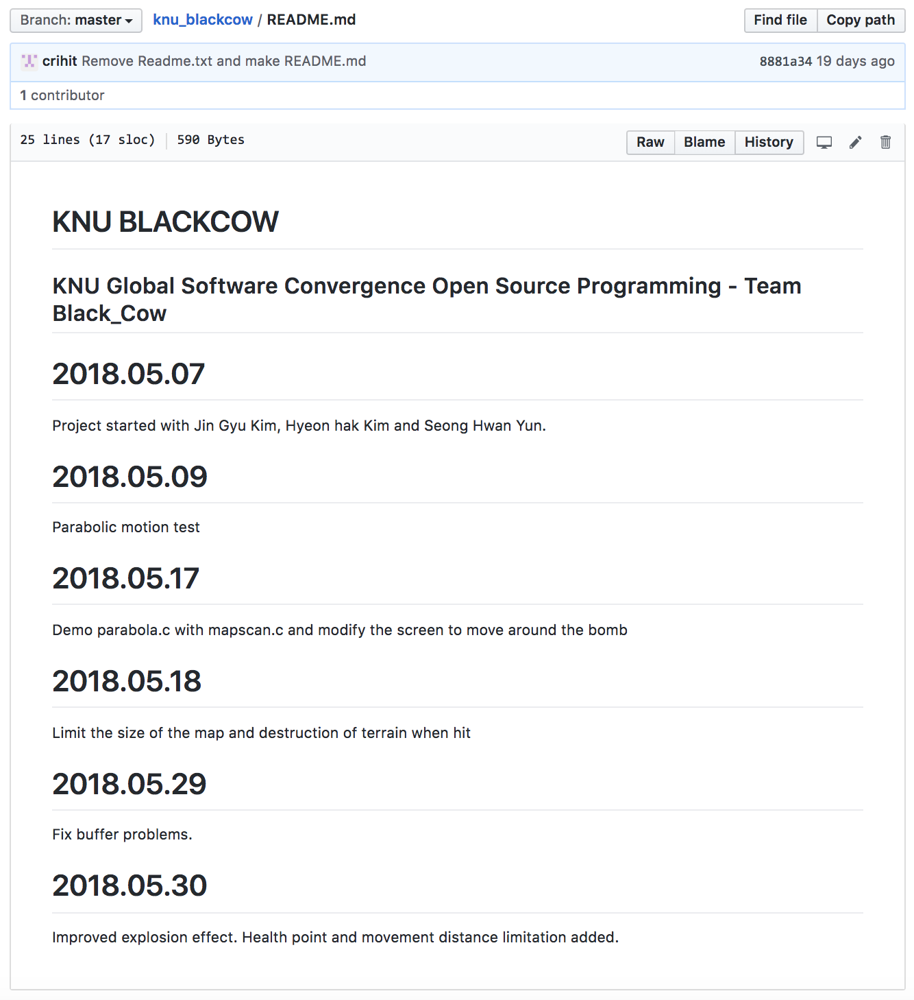 Branch: master
knu_blackcow / README.md
Find file
Copy path
crihit Remove Readme.txt and make README.md
8881a34 19 days ago
1 contributor
25 lines (17 sloc)
590 Bytes
Raw
Blame
History
KNU BLACKCOW
KNU Global Software Convergence Open Source Programming - Team
Black_Cow
2018.05.07
Project started with Jin Gyu Kim, Hyeon hak Kim and Seong Hwan Yun.
2018.05.09
Parabolic motion test
2018.05.17
Demo parabola.c with mapscan.c and modify the screen to move around the bomb
2018.05.18
Limit the size of the map and destruction of terrain when hit
2018.05.29
Fix buffer problems.
2018.05.30
Improved explosion effect. Health point and movement distance limitation added.